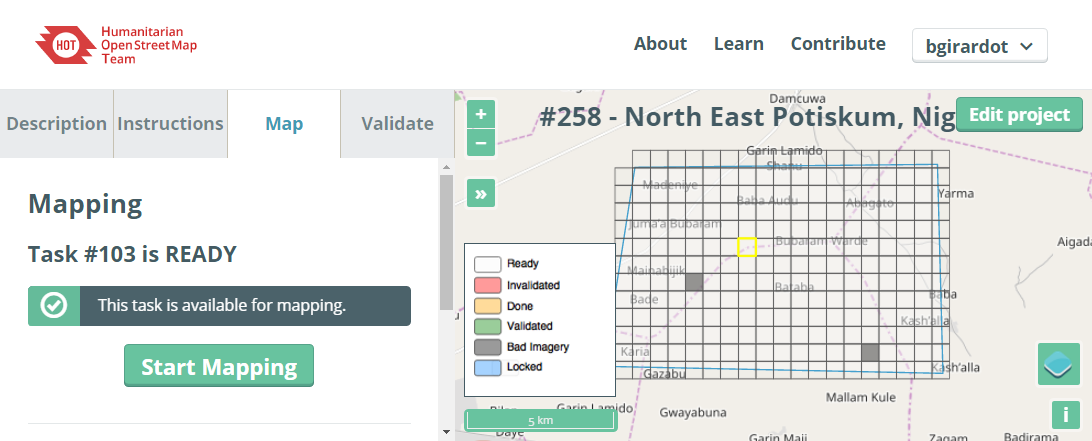 HOT
Humanitarian
OpenStreetMap
Team
About
Learn
Contribute
bgirardot
Description
Instructions
Map
Validate
Mapping
Task #103 is READY
This task is available for mapping.
Start Mapping
+
−
»
#258 - North East Potiskum, Nig
Edit project
Damcuwa
Garin Lamido
Shanu
Madeniye
Baba Audu
Abagato
Yarma
Juma'a Bubaram
Bubaram Warde
Aigada
Mainabijik
Bataba
Bade
Baba
Kash'alla
Karia
Gazabu
Kash'alla
Mallam Kule
Ready
Invalidated
Done
Validated
Bad Imagery
Locked
Garin Lamido
5 km
Gwayabuna
Daye
Garin Maji
Zagam
Badirama
i